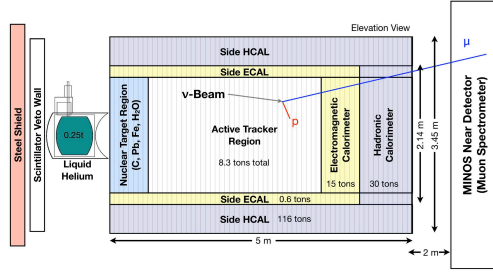 Elevation View
Side HCAL
Side ECAL
ν-Beam
μ
p
Steel Shield
Scintillator Veto Wall
0.25t
Liquid
Helium
Nuclear Target Region
(C, Pb, Fe, H₂O)
Active Tracker
Region
8.3 tons total
Electromagnetic
Calorimeter
15 tons
Hadronic
Calorimeter
30 tons
2.14 m
3.45 m
MINOS Near Detector
(Muon Spectrometer)
Side ECAL 0.6 tons
Side HCAL 116 tons
5 m
2 m